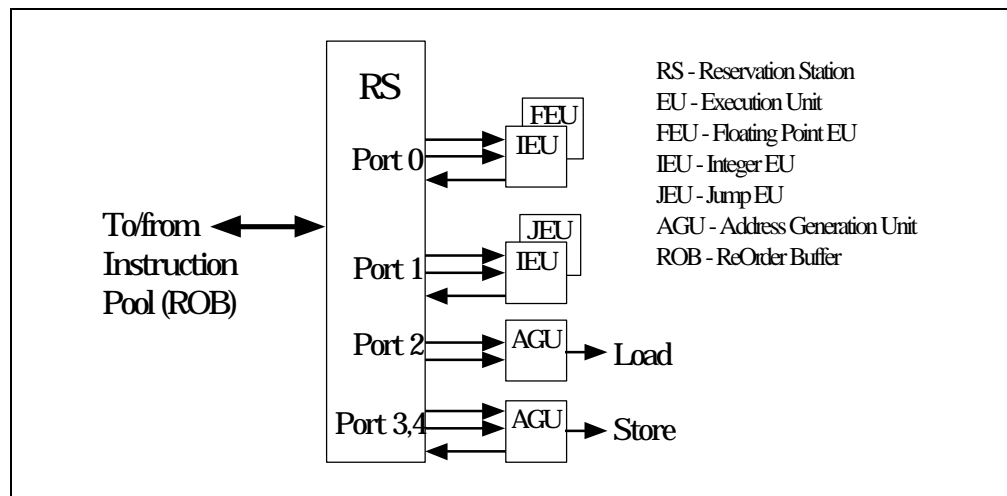 RS
Port 0
FEU
IEU
To/from
Instruction
Pool (ROB)
Port 1
JEU
IEU
Port 2
AGU
Load
Port 3,4
AGU
Store
RS - Reservation Station
EU - Execution Unit
FEU - Floating Point EU
IEU - Integer EU
JEU - Jump EU
AGU - Address Generation Unit
ROB - ReOrder Buffer